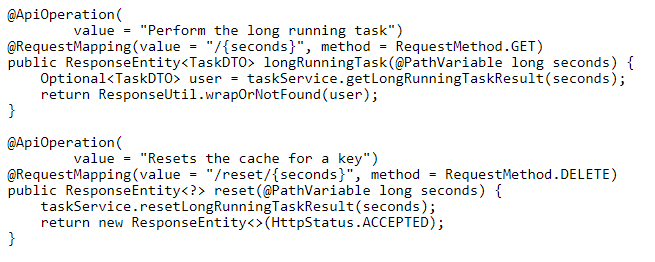 @ApiOperation(
        value = "Perform the long running task")
@RequestMapping(value = "/{seconds}", method = RequestMethod.GET)
public ResponseEntity<TaskDTO> longRunningTask(@PathVariable long seconds) {
    Optional<TaskDTO> user = taskService.getLongRunningTaskResult(seconds);
    return ResponseUtil.wrapOrNotFound(user);
}

@ApiOperation(
        value = "Resets the cache for a key")
@RequestMapping(value = "/reset/{seconds}", method = RequestMethod.DELETE)
public ResponseEntity<?> reset(@PathVariable long seconds) {
    taskService.resetLongRunningTaskResult(seconds);
    return new ResponseEntity<>(HttpStatus.ACCEPTED);
}